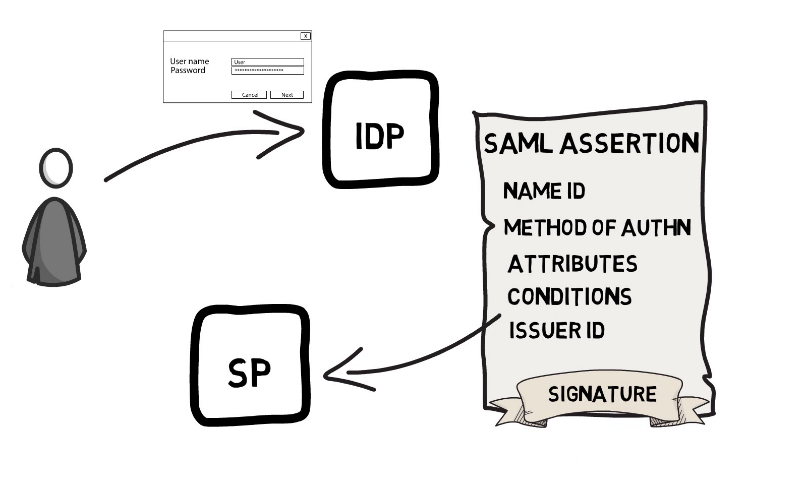 X
User name User
Password ********************
Cancel Next
IDP
SAML ASSERTION
NAME ID
METHOD OF AUTHN
ATTRIBUTES
CONDITIONS
ISSUER ID
SIGNATURE
SP